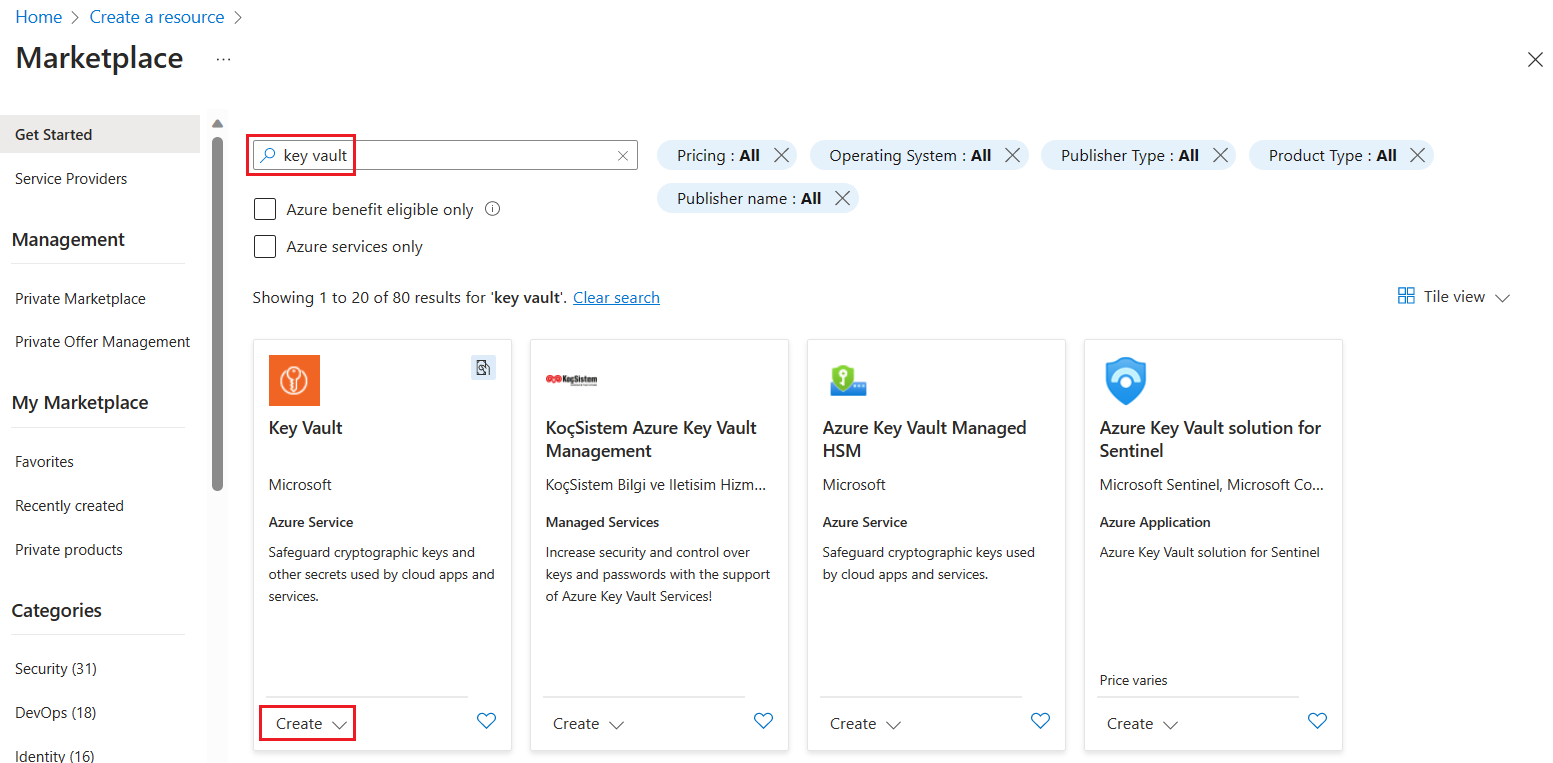 Home > Create a resource >
Marketplace ...
Get Started
Service Providers
Management
Private Marketplace
Private Offer Management
My Marketplace
Favorites
Recently created
Private products
Categories
Security (31)
DevOps (18)
Identity (16)
key vault
Pricing : All
Operating System : All
Publisher Type : All
Product Type : All
Publisher name : All
Azure benefit eligible only
Azure services only
Showing 1 to 20 of 80 results for 'key vault'. Clear search
Tile view
Key Vault
Microsoft
Azure Service
Safeguard cryptographic keys and
other secrets used by cloud apps and
services.
Create
KoçSistem
KoçSistem Azure Key Vault
Management
KoçSistem Bilgi ve Iletisim Hizm...
Managed Services
Increase security and control over
keys and passwords with the support
of Azure Key Vault Services!
Create
Azure Key Vault Managed
HSM
Microsoft
Azure Service
Safeguard cryptographic keys used
by cloud apps and services.
Create
Azure Key Vault solution for
Sentinel
Microsoft Sentinel, Microsoft Co...
Azure Application
Azure Key Vault solution for Sentinel
Price varies
Create